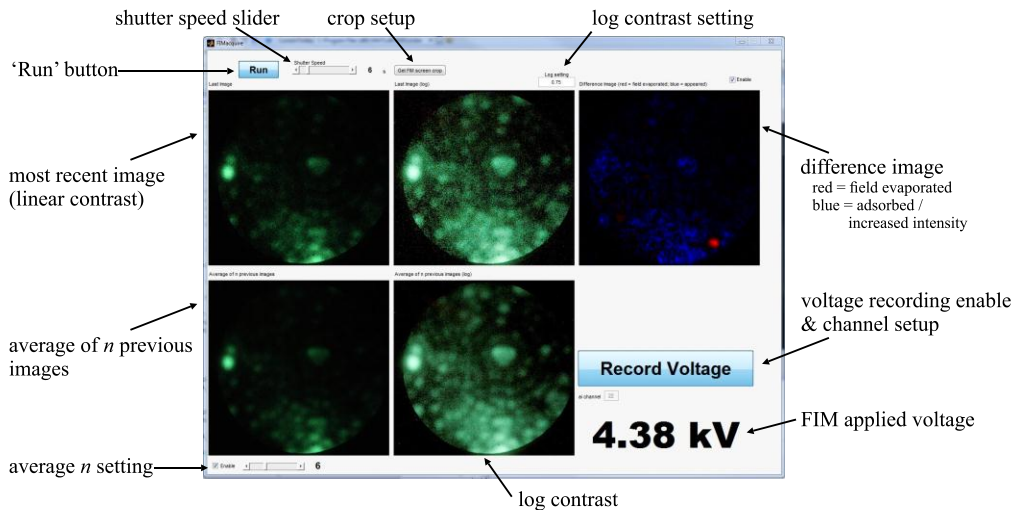 shutter speed slider
crop setup
log contrast setting
'Run' button
RMacquire
Run
Shutter Speed
6 s
Get FIM screen crop
Log setting
0.75
Enable
Last image
Last image (log)
Difference image (red = field evaporated; blue = appeared)
most recent image
(linear contrast)
difference image
red = field evaporated
blue = adsorbed /
increased intensity
Average of n previous images
Average of n previous images (log)
average of n previous
images
voltage recording enable
& channel setup
Record Voltage
ai channel
4.38 kV
FIM applied voltage
average n setting
Enable
6
log contrast